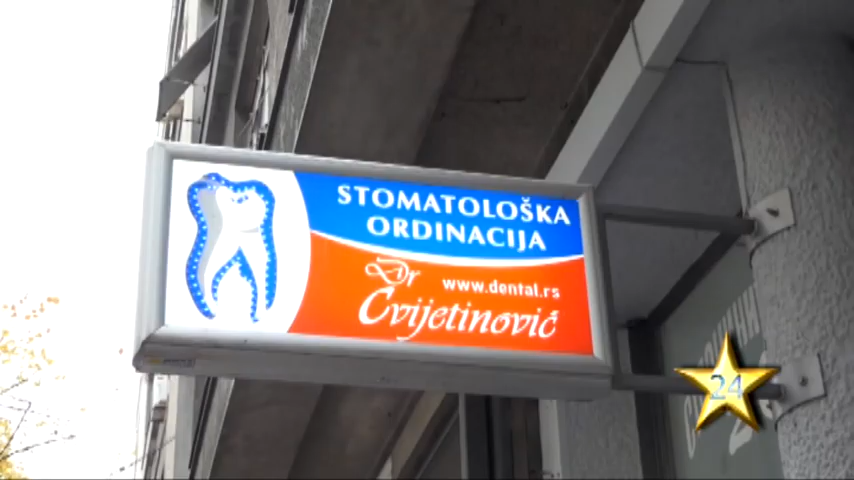 STOMATOLOŠKA
ORDINACIJA
Dr
www.dental.rs
Cvijetinović
24